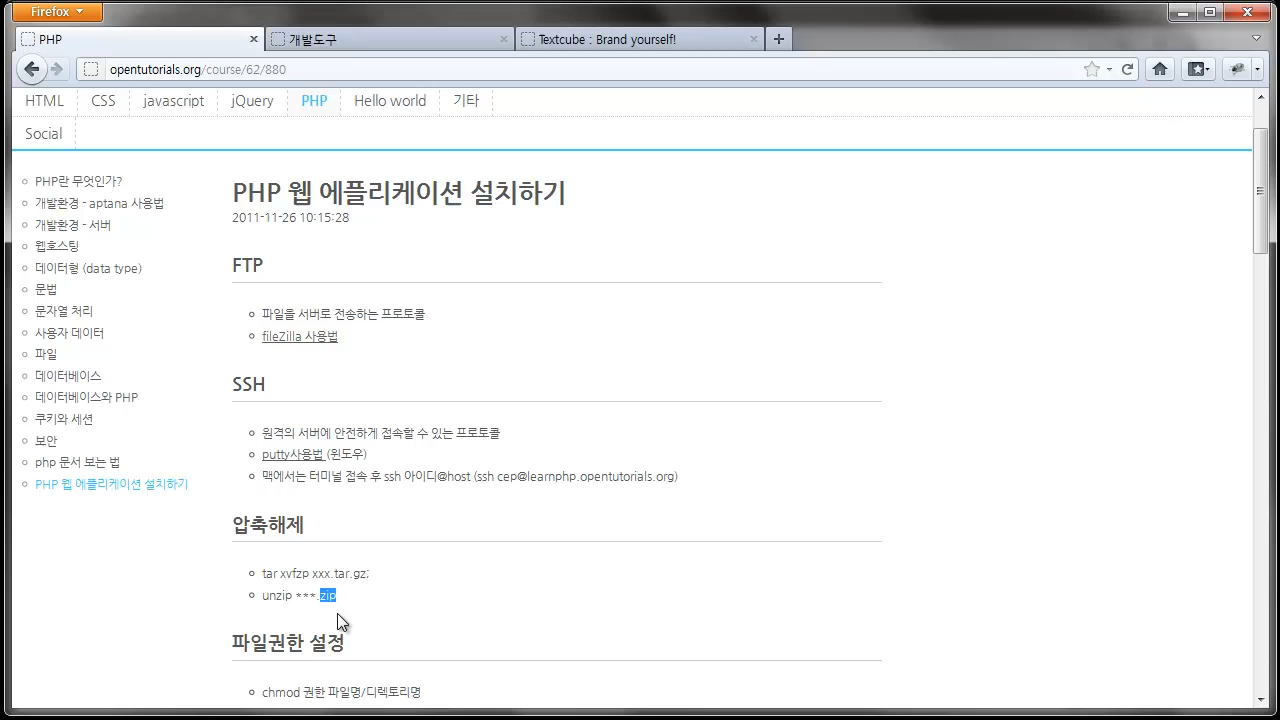 Firefox
PHP
개발도구
Textcube : Brand yourself!
opentutorials.org/course/62/880
HTML CSS javascript jQuery PHP Hello world 기타
Social
PHP란 무엇인가?
개발환경 - aptana 사용법
개발환경 - 서버
웹호스팅
데이터형 (data type)
문법
문자열 처리
사용자 데이터
파일
데이터베이스
데이터베이스와 PHP
쿠키와 세션
보안
php 문서 보는 법
PHP 웹 에플리케이션 설치하기
PHP 웹 에플리케이션 설치하기
2011-11-26 10:15:28
FTP
파일을 서버로 전송하는 프로토콜
fileZilla 사용법
SSH
원격의 서버에 안전하게 접속할 수 있는 프로토콜
putty사용법 (윈도우)
맥에서는 터미널 접속 후 ssh 아이디@host (ssh cep@learnphp.opentutorials.org)
압축해제
tar xvfzp xxx.tar.gz;
unzip ***.zip
파일권한 설정
chmod 권한 파일명/디렉토리명